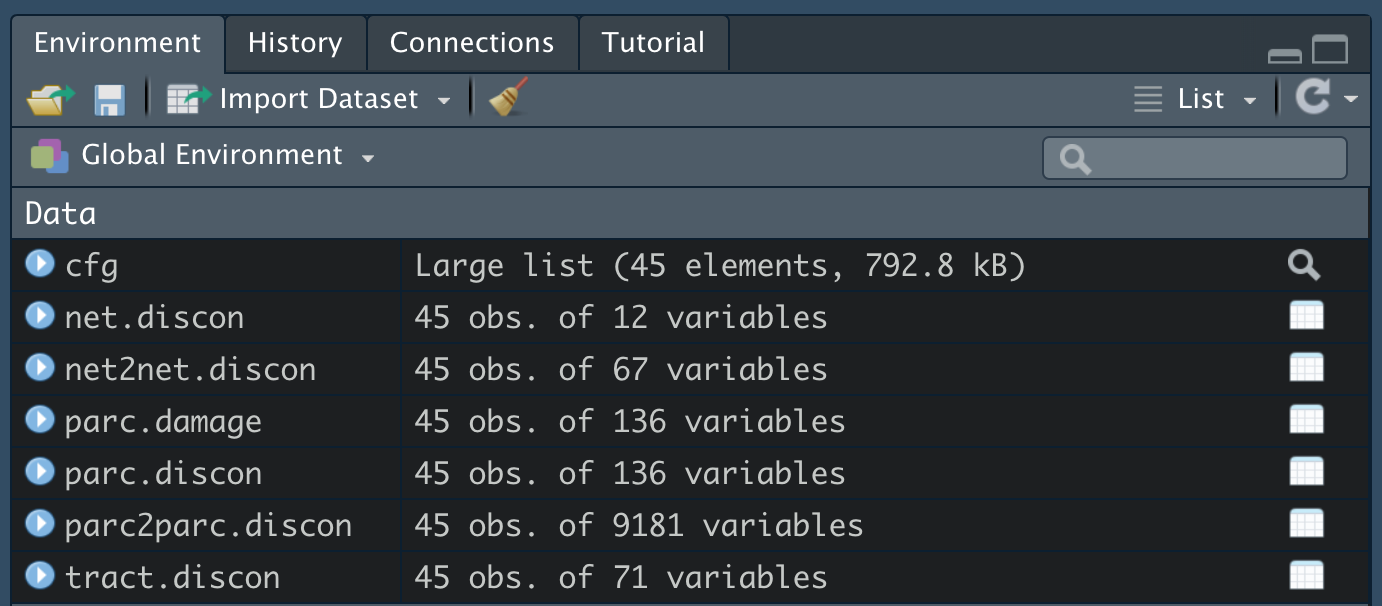 Environment History Connections Tutorial
Import Dataset List
Global Environment
Data
cfg Large list (45 elements, 792.8 kB)
net.discon 45 obs. of 12 variables
net2net.discon 45 obs. of 67 variables
parc.damage 45 obs. of 136 variables
parc.discon 45 obs. of 136 variables
parc2parc.discon 45 obs. of 9181 variables
tract.discon 45 obs. of 71 variables